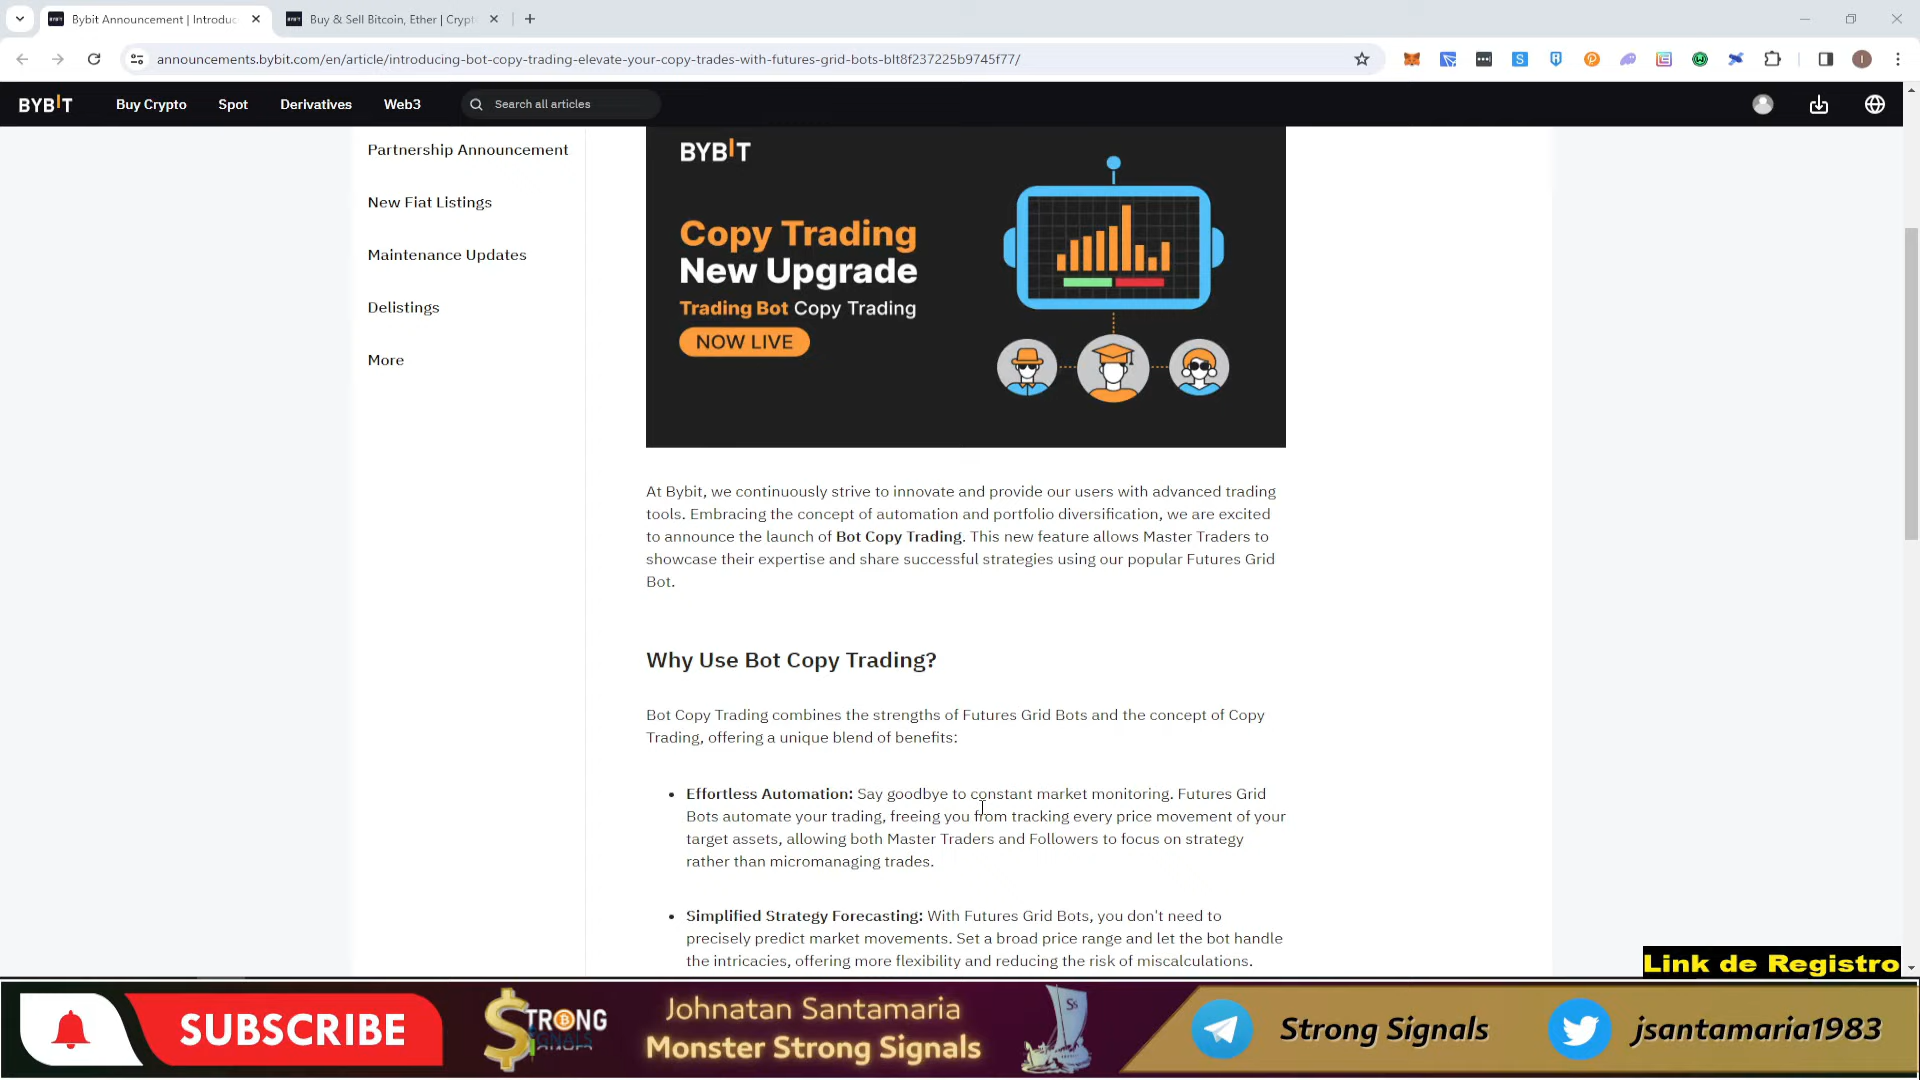 Bybit Announcement | Introduc
Buy & Sell Bitcoin, Ether | Crypt
announcements.bybit.com/en/article/introducing-bot-copy-trading-elevate-your-copy-trades-with-futures-grid-bots-blt8f237225b9745f77/
BYBIT
Buy Crypto
Spot
Derivatives
Web3
Search all articles
Partnership Announcement
New Fiat Listings
Maintenance Updates
Delistings
More
BYBIT
Copy Trading
New Upgrade
Trading Bot Copy Trading
NOW LIVE
At Bybit, we continuously strive to innovate and provide our users with advanced trading
tools. Embracing the concept of automation and portfolio diversification, we are excited
to announce the launch of Bot Copy Trading. This new feature allows Master Traders to
showcase their expertise and share successful strategies using our popular Futures Grid
Bot.
Why Use Bot Copy Trading?
Bot Copy Trading combines the strengths of Futures Grid Bots and the concept of Copy
Trading, offering a unique blend of benefits:
• Effortless Automation: Say goodbye to constant market monitoring. Futures Grid
Bots automate your trading, freeing you from tracking every price movement of your
target assets, allowing both Master Traders and Followers to focus on strategy
rather than micromanaging trades.
• Simplified Strategy Forecasting: With Futures Grid Bots, you don't need to
precisely predict market movements. Set a broad price range and let the bot handle
the intricacies, offering more flexibility and reducing the risk of miscalculations.
Link de Registro
SUBSCRIBE
STRONG
SIGNALS
Johnatan Santamaria
Monster Strong Signals
Ss
Strong Signals
jsantamaria1983